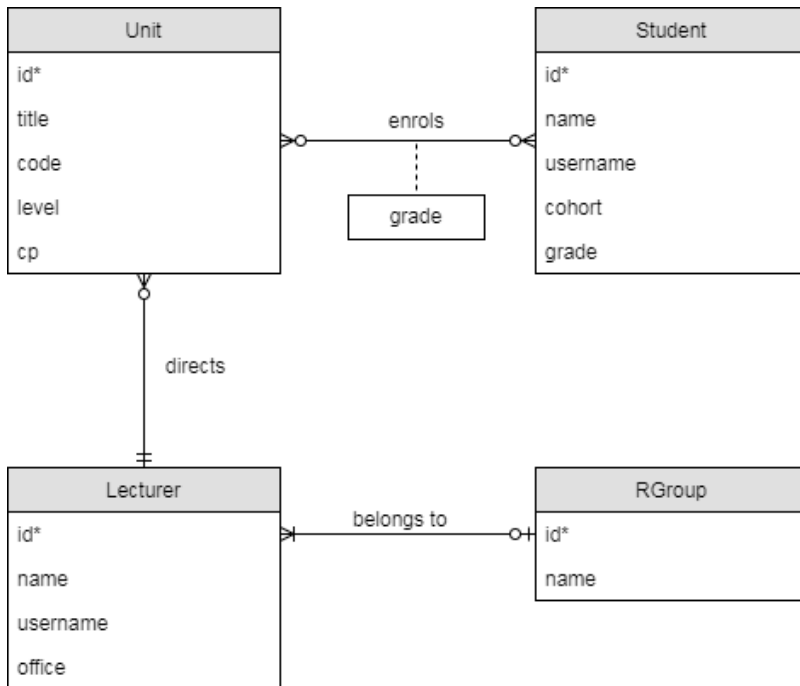 Unit
id*
title
code
level
cp
enrols
grade
Student
id*
name
username
cohort
grade
directs
Lecturer
id*
name
username
office
belongs to
RGroup
id*
name